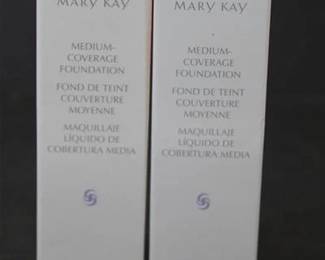 MARY KAY
MEDIUM-
COVERAGE
FOUNDATION
FOND DE TEINT
COUVERTURE
MOYENNE
MAQUILLAJE
LÍQUIDO DE
COBERTURA MEDIA
MARY KAY
MEDIUM-
COVERAGE
FOUNDATION
FOND DE TEINT
COUVERTURE
MOYENNE
MAQUILLAJE
LÍQUIDO DE
COBERTURA MEDIA